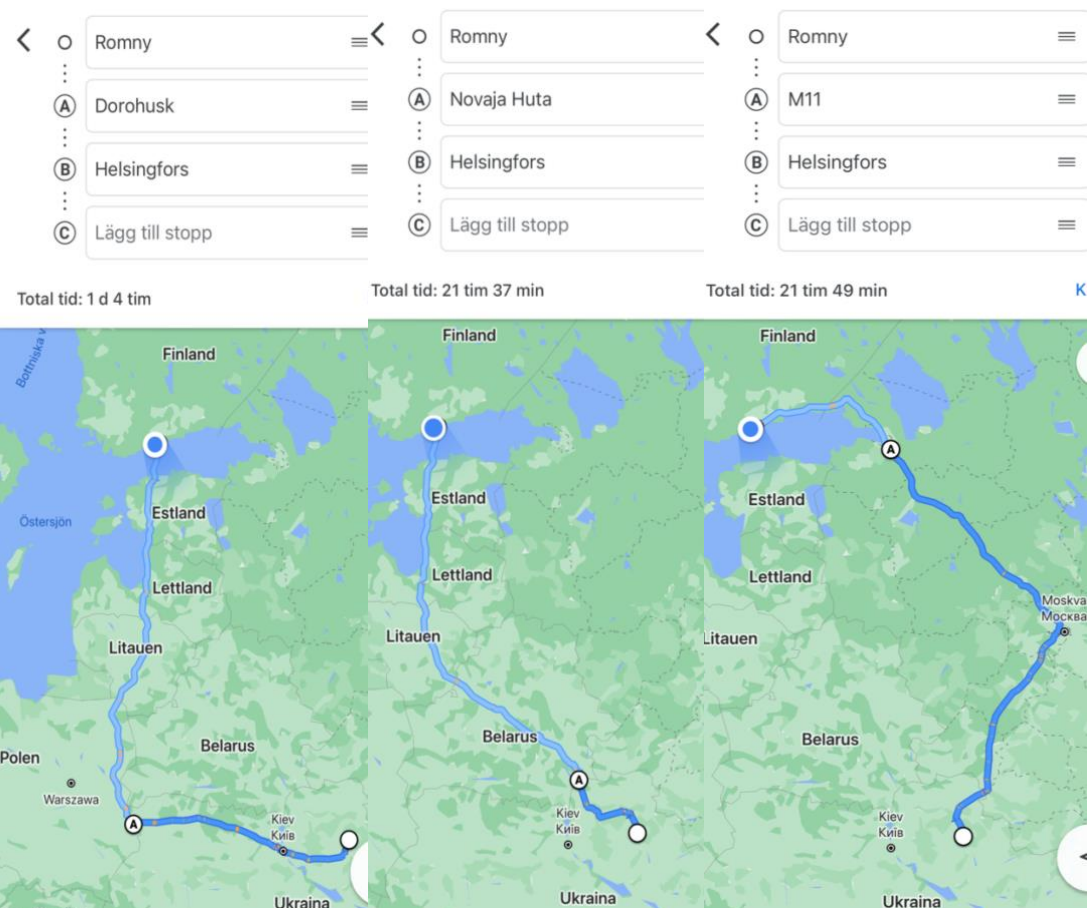 Romny
A
Dorohusk
B
Helsingfors
C
Lägg till stopp
Total tid: 1 d 4 tim
Bottniska v
Finland
Estland
Östersjön
Lettland
Litauen
Belarus
Polen
Warszawa
A
Kiev
Київ
Ukraina
Romny
A
Novaja Huta
B
Helsingfors
C
Lägg till stopp
Total tid: 21 tim 37 min
Finland
Estland
Lettland
Litauen
Belarus
A
Kiev
Київ
Ukraina
Romny
A
M11
B
Helsingfors
C
Lägg till stopp
Total tid: 21 tim 49 min
K
Finland
A
Estland
Lettland
Moskva
Москва
Litauen
Belarus
Kiev
Київ
Ukraina